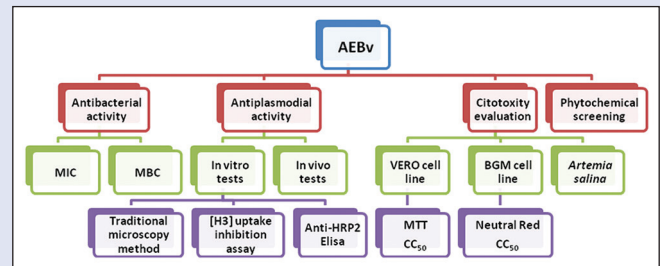 AEBv
Antibacterial
activity
Antiplasmodial
activity
Citotoxity
evaluation
Phytochemical
screening
MIC
MBC
In vitro
tests
In vivo
tests
VERO cell
line
BGM cell
line
Artemia
salina
Traditional
microscopy
method
[H3] uptake
inhibition
assay
Anti-HRP2
Elisa
MTT
CC50
Neutral Red
CC50